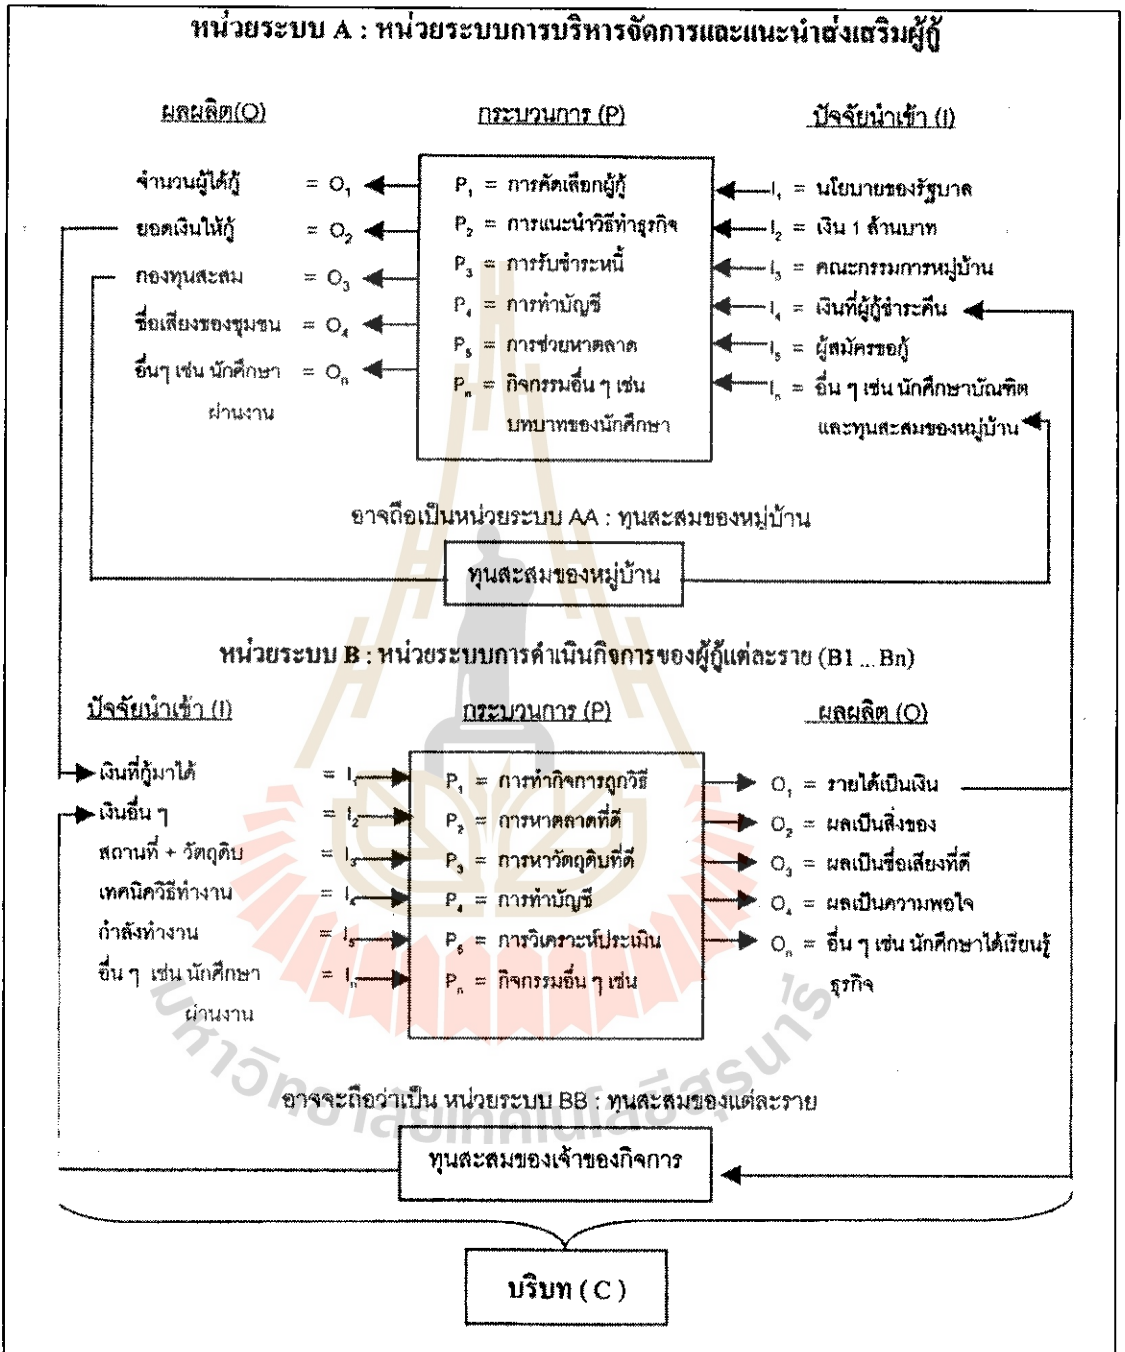 หน่วยระบบ A : หน่วยระบบการบริหารจัดการและแนะนำส่งเสริมผู้กู้
ผลผลิต(O) กระบวนการ (P) ปัจจัยนำเข้า (I)
จำนวนผู้ได้กู้ = O1 P1 = การคัดเลือกผู้กู้ I1 = นโยบายของรัฐบาล
ยอดเงินให้กู้ = O2 P2 = การแนะนำวิธีทำธุรกิจ I2 = เงิน 1 ล้านบาท
กองทุนสะสม = O3 P3 = การรับชำระหนี้ I3 = คณะกรรมการหมู่บ้าน
ชื่อเสียงของชุมชน = O4 P4 = การทำบัญชี I4 = เงินที่ผู้กู้ชำระคืน
P5 = การช่วยหาตลาด I5 = ผู้สมัครขอกู้
อื่นๆ เช่น นักศึกษา = On Pn = กิจกรรมอื่น ๆ เช่น In = อื่น ๆ เช่น นักศึกษาบัณฑิต
ผ่านงาน บทบาทของนักศึกษา และทุนสะสมของหมู่บ้าน
อาจถือเป็นหน่วยระบบ AA : ทุนสะสมของหมู่บ้าน
ทุนสะสมของหมู่บ้าน
หน่วยระบบ B : หน่วยระบบการดำเนินกิจการของผู้กู้แต่ละราย (B1 ... Bn)
ปัจจัยนำเข้า (I) กระบวนการ (P) ผลผลิต (O)
เงินที่กู้มาได้ = I1 P1 = การทำกิจการถูกวิธี O1 = รายได้เป็นเงิน
เงินอื่น ๆ = I2 P2 = การหาตลาดที่ดี O2 = ผลเป็นสิ่งของ
สถานที่ + วัตถุดิบ = I3 P3 = การหาวัตถุดิบที่ดี O3 = ผลเป็นชื่อเสียงที่ดี
เทคนิควิธีทำงาน = I4 P4 = การทำบัญชี O4 = ผลเป็นความพอใจ
กำลังทำงาน = I5 P5 = การวิเคราะห์ประเมิน On = อื่น ๆ เช่น นักศึกษาได้เรียนรู้
อื่น ๆ เช่น นักศึกษา = In Pn = กิจกรรมอื่น ๆ เช่น ธุรกิจ
ผ่านงาน
มหาวิทยาลัยเทคโนโลยีสุรนารี
อาจจะถือว่าเป็น หน่วยระบบ BB : ทุนสะสมของแต่ละราย
ทุนสะสมของเจ้าของกิจการ
บริบท ( C )